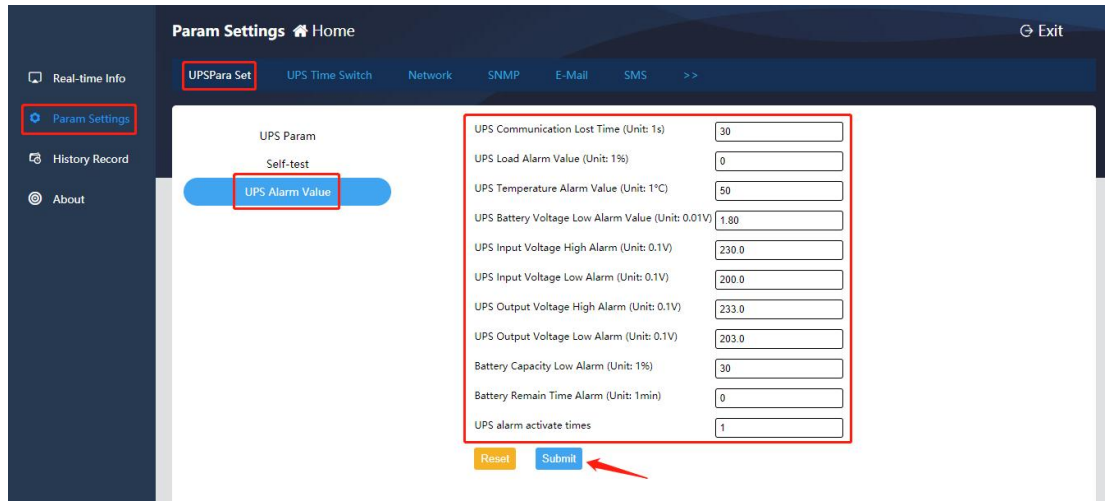 Param Settings Home
Exit
Real-time Info
Param Settings
History Record
About
UPSPara Set UPS Time Switch Network SNMP E-Mail SMS >>
UPS Param
Self-test
UPS Alarm Value
UPS Communication Lost Time (Unit: 1s) 30
UPS Load Alarm Value (Unit: 1%) 0
UPS Temperature Alarm Value (Unit: 1°C) 50
UPS Battery Voltage Low Alarm Value (Unit: 0.01V) 1.80
UPS Input Voltage High Alarm (Unit: 0.1V) 230.0
UPS Input Voltage Low Alarm (Unit: 0.1V) 200.0
UPS Output Voltage High Alarm (Unit: 0.1V) 233.0
UPS Output Voltage Low Alarm (Unit: 0.1V) 203.0
Battery Capacity Low Alarm (Unit: 1%) 30
Battery Remain Time Alarm (Unit: 1min) 0
UPS alarm activate times 1
Reset Submit